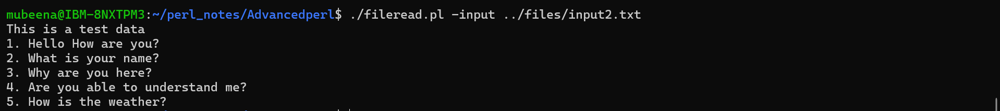 mubeena@IBM-8NXTPM3:~/perl_notes/Advancedperl$ ./fileread.pl -input ../files/input2.txt
This is a test data
1. Hello How are you?
2. What is your name?
3. Why are you here?
4. Are you able to understand me?
5. How is the weather?